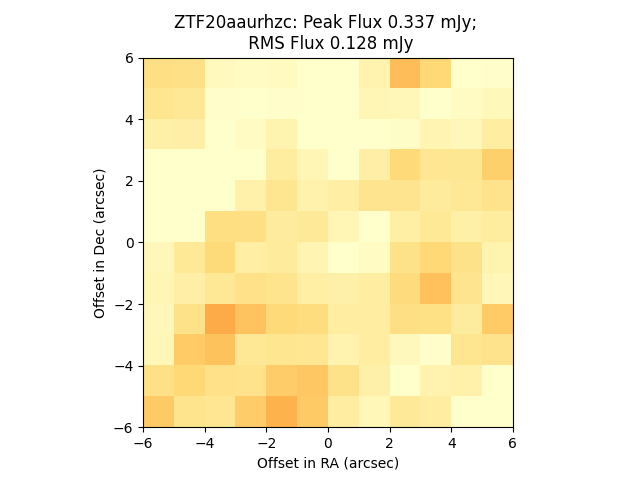 ZTF20aaurhzc: Peak Flux 0.337 mJy;
RMS Flux 0.128 mJy
6
4
2
0
−2
−4
−6
Offset in Dec (arcsec)
−6 −4 −2 0 2 4 6
Offset in RA (arcsec)